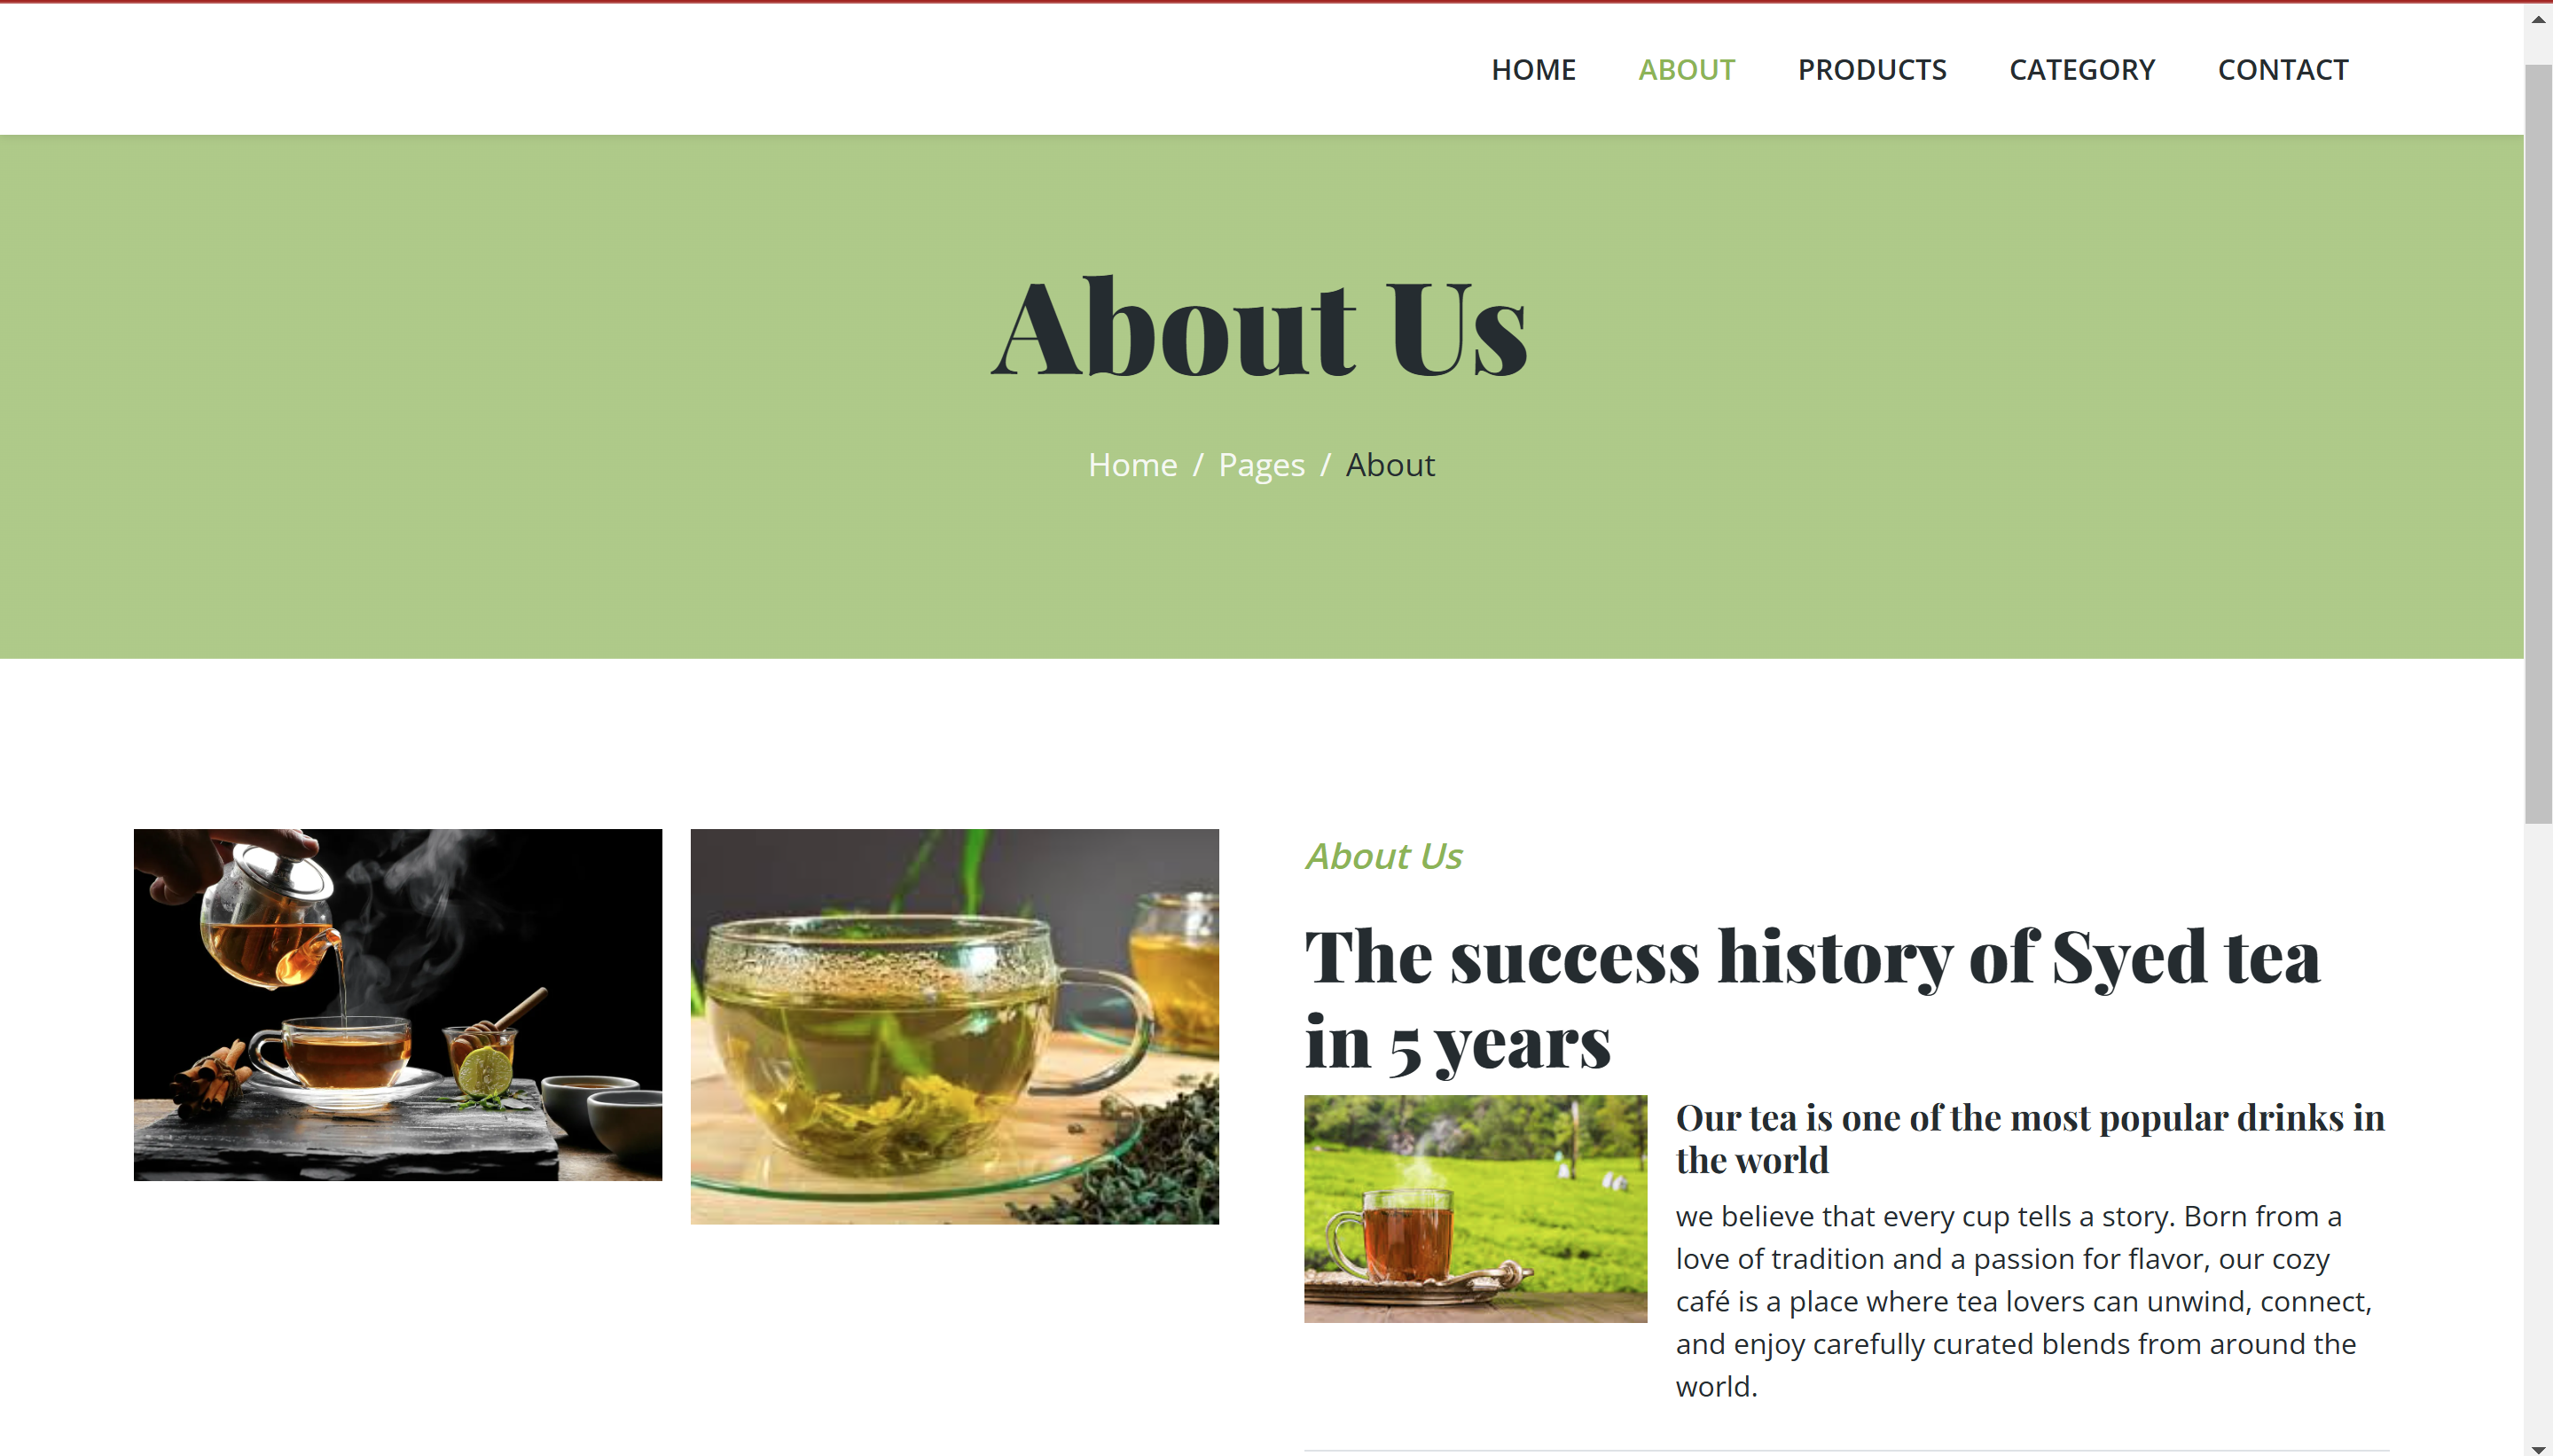 HOME ABOUT PRODUCTS CATEGORY CONTACT
About Us
Home / Pages / About
About Us
The success history of Syed tea
in 5 years
Our tea is one of the most popular drinks in
the world
we believe that every cup tells a story. Born from a
love of tradition and a passion for flavor, our cozy
café is a place where tea lovers can unwind, connect,
and enjoy carefully curated blends from around the
world.